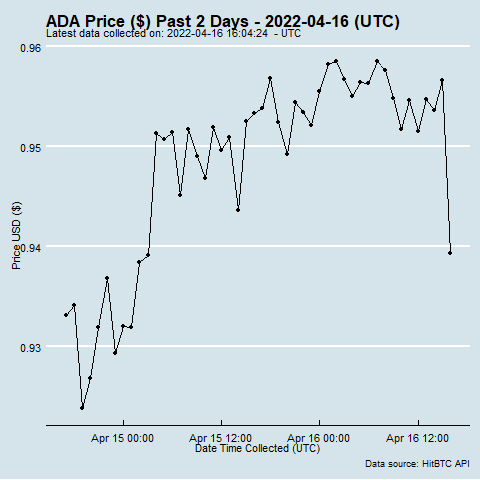 ADA Price ($) Past 2 Days - 2022-04-16 (UTC)
Latest data collected on: 2022-04-16 16:04:24 - UTC
0.96
0.95
0.94
0.93
Price USD ($)
Apr 15 00:00 Apr 15 12:00 Apr 16 00:00 Apr 16 12:00
Date Time Collected (UTC)
Data source: HitBTC API